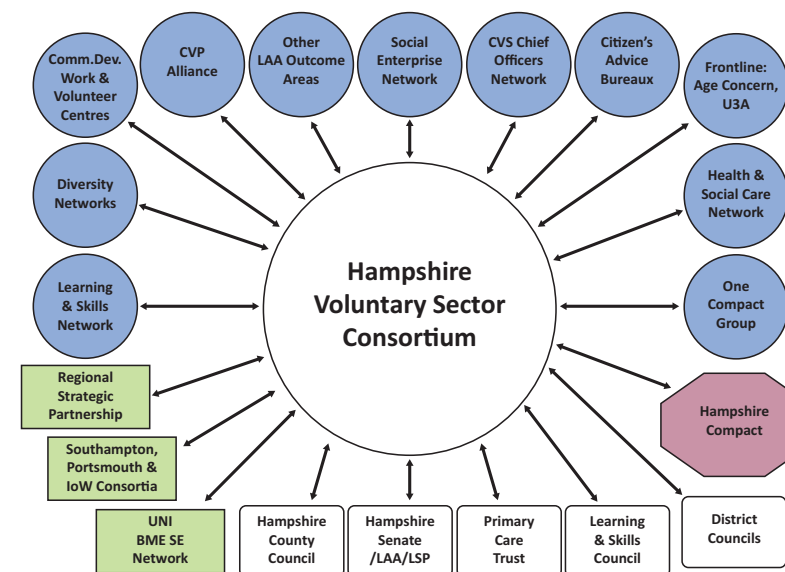 Comm.Dev.
Work &
Volunteer
Centres
CVP
Alliance
Other
LAA Outcome
Areas
Social
Enterprise
Network
CVS Chief
Officers
Network
Citizen's
Advice
Bureaux
Frontline:
Age Concern,
U3A
Diversity
Networks
Health &
Social Care
Network
Learning
& Skills
Network
Hampshire
Voluntary Sector
Consortium
One
Compact
Group
Regional
Strategic
Partnership
Hampshire
Compact
Southampton,
Portsmouth &
IoW Consortia
UNI
BME SE
Network
Hampshire
County
Council
Hampshire
Senate
/LAA/LSP
Primary
Care
Trust
Learning
& Skills
Council
District
Councils